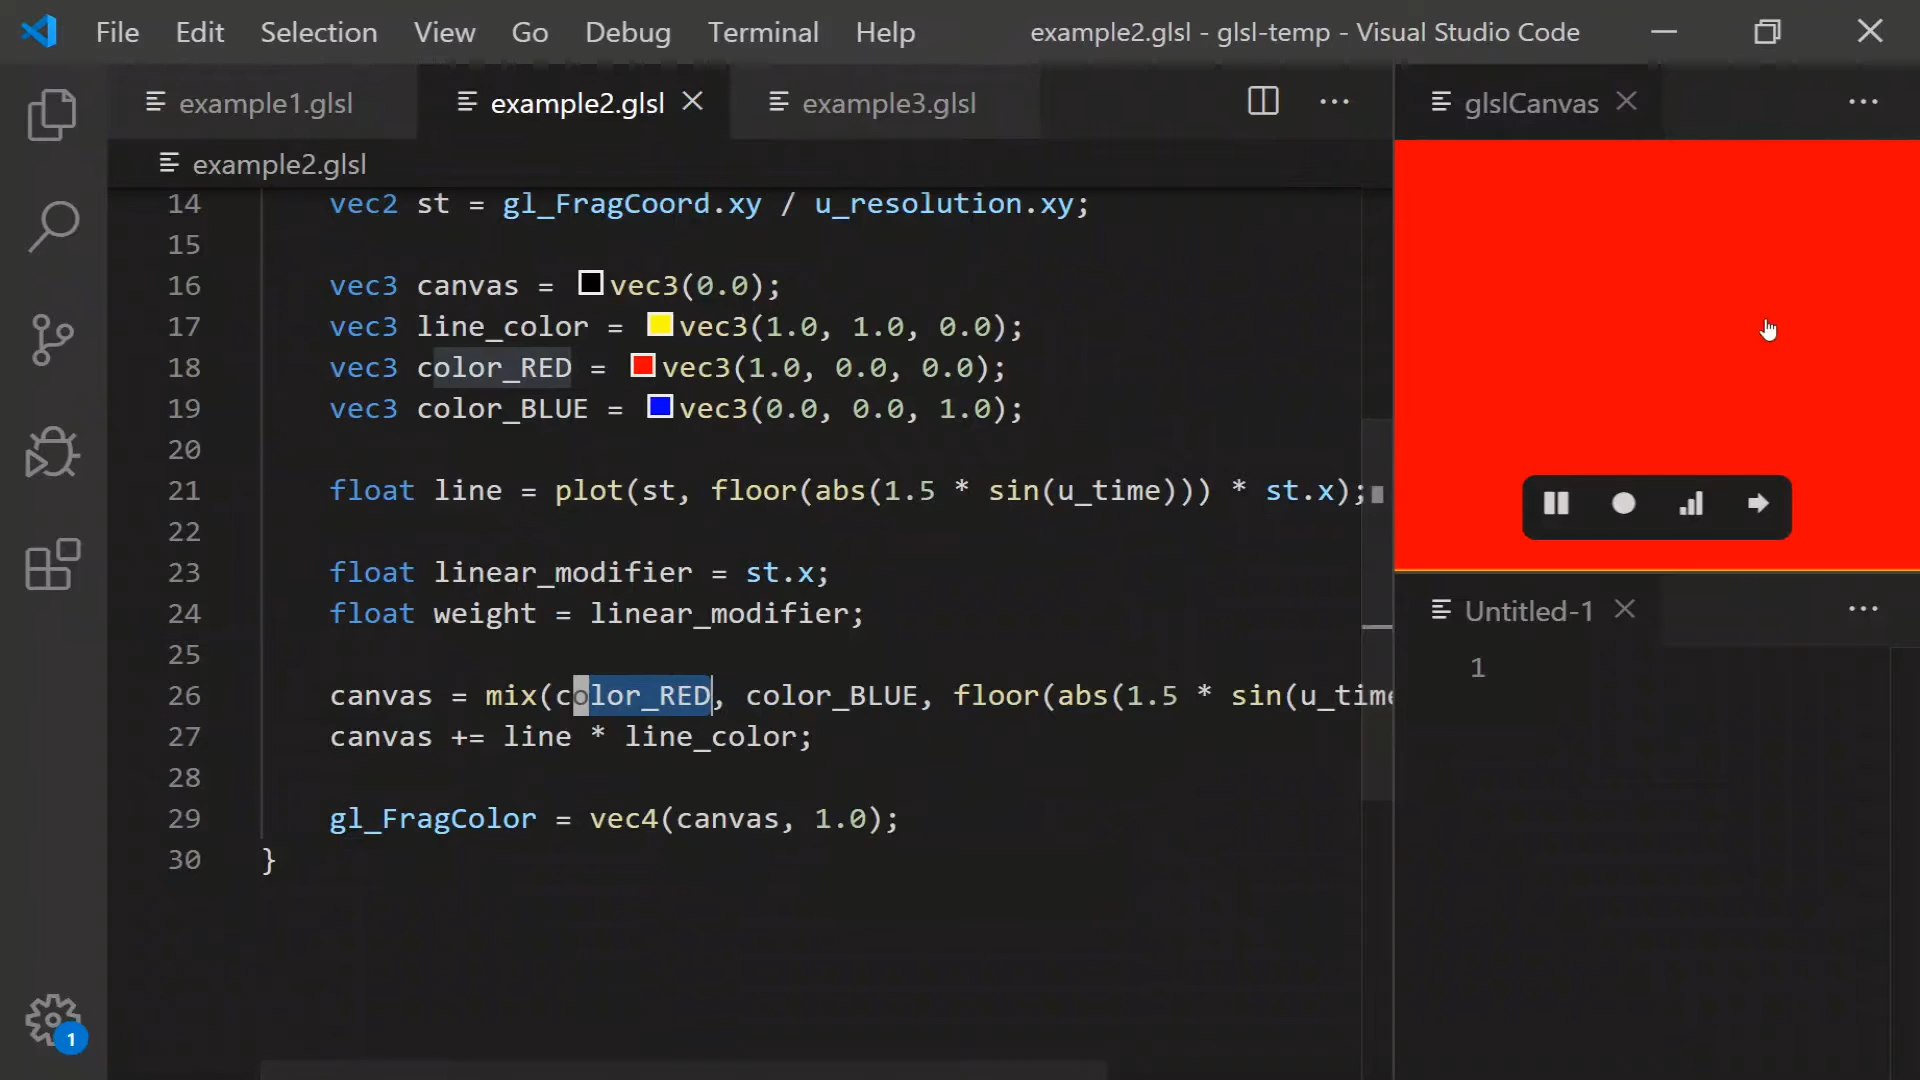 File Edit Selection View Go Debug Terminal Help example2.glsl - glsl-temp - Visual Studio Code
example1.glsl example2.glsl example3.glsl
example2.glsl
14 vec2 st = gl_FragCoord.xy / u_resolution.xy;
15
16 vec3 canvas = vec3(0.0);
17 vec3 line_color = vec3(1.0, 1.0, 0.0);
18 vec3 color_RED = vec3(1.0, 0.0, 0.0);
19 vec3 color_BLUE = vec3(0.0, 0.0, 1.0);
20
21 float line = plot(st, floor(abs(1.5 * sin(u_time))) * st.x);
22
23 float linear_modifier = st.x;
24 float weight = linear_modifier;
25
26 canvas = mix(color_RED, color_BLUE, floor(abs(1.5 * sin(u_time
27 canvas += line * line_color;
28
29 gl_FragColor = vec4(canvas, 1.0);
30 }
1
glslCanvas
Untitled-1
1